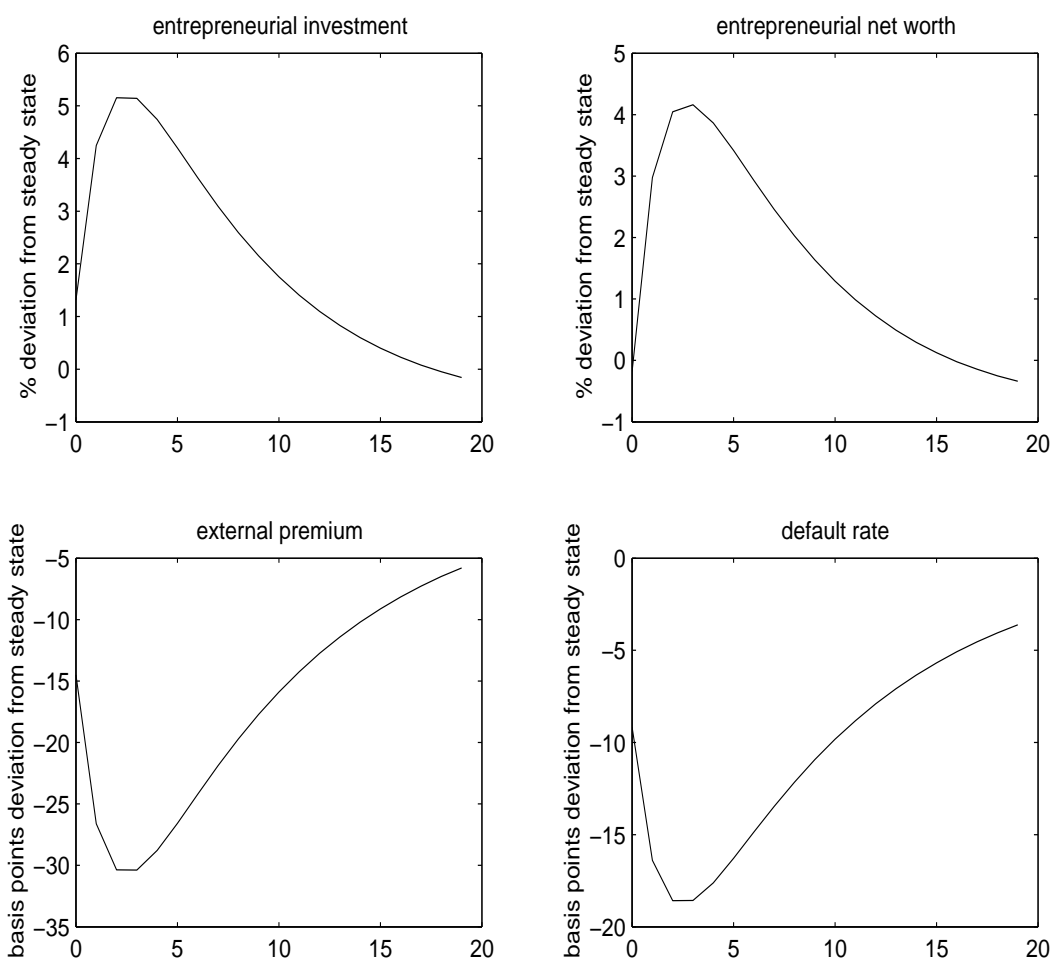 entrepreneurial investment
% deviation from steady state
6
5
4
3
2
1
0
−1
0 5 10 15 20
entrepreneurial net worth
% deviation from steady state
5
4
3
2
1
0
−1
0 5 10 15 20
external premium
basis points deviation from steady state
−5
−10
−15
−20
−25
−30
−35
0 5 10 15 20
default rate
basis points deviation from steady state
0
−5
−10
−15
−20
0 5 10 15 20